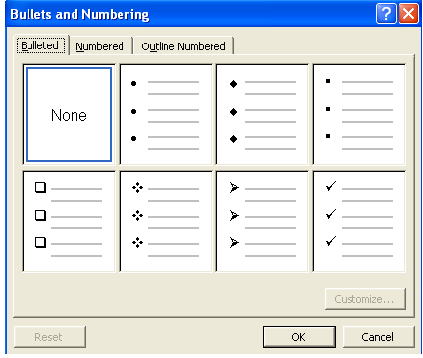 Bullets and Numbering
Bulleted Numbered Outline Numbered
None
Customize...
Reset OK Cancel